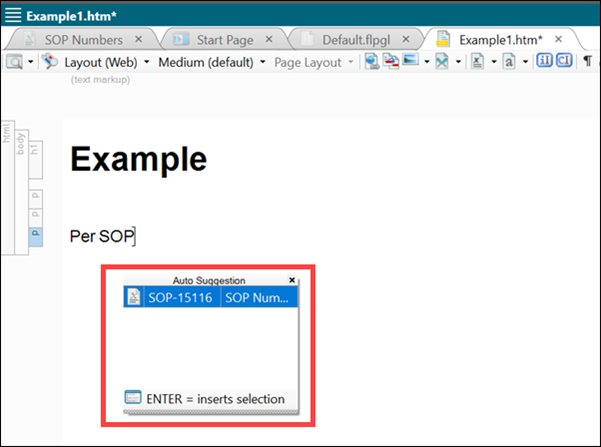 Example1.htm*
SOP Numbers Start Page Default.flpgl Example1.htm*
Layout (Web) Medium (default) Page Layout
(text markup)
html
body
h1
p
p
p
Example
Per SOP
Auto Suggestion
SOP-15116 SOP Num...
ENTER = inserts selection